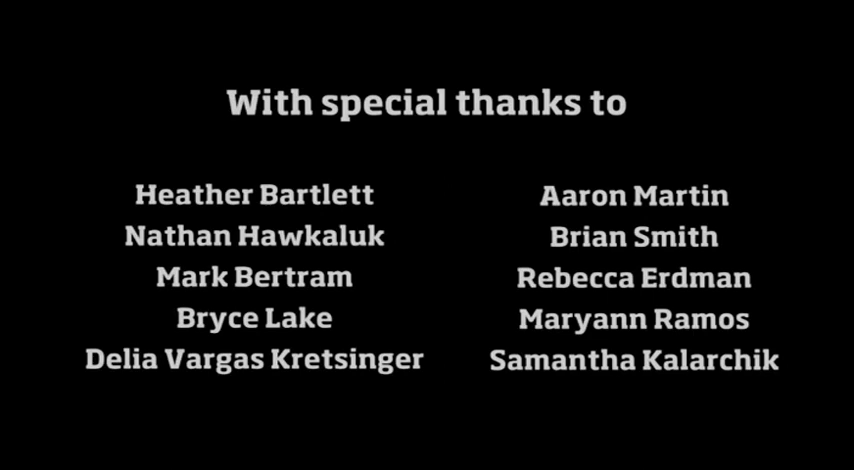 With special thanks to
Heather Bartlett
Nathan Hawkaluk
Mark Bertram
Bryce Lake
Delia Vargas Kretsinger
Aaron Martin
Brian Smith
Rebecca Erdman
Maryann Ramos
Samantha Kalarchik